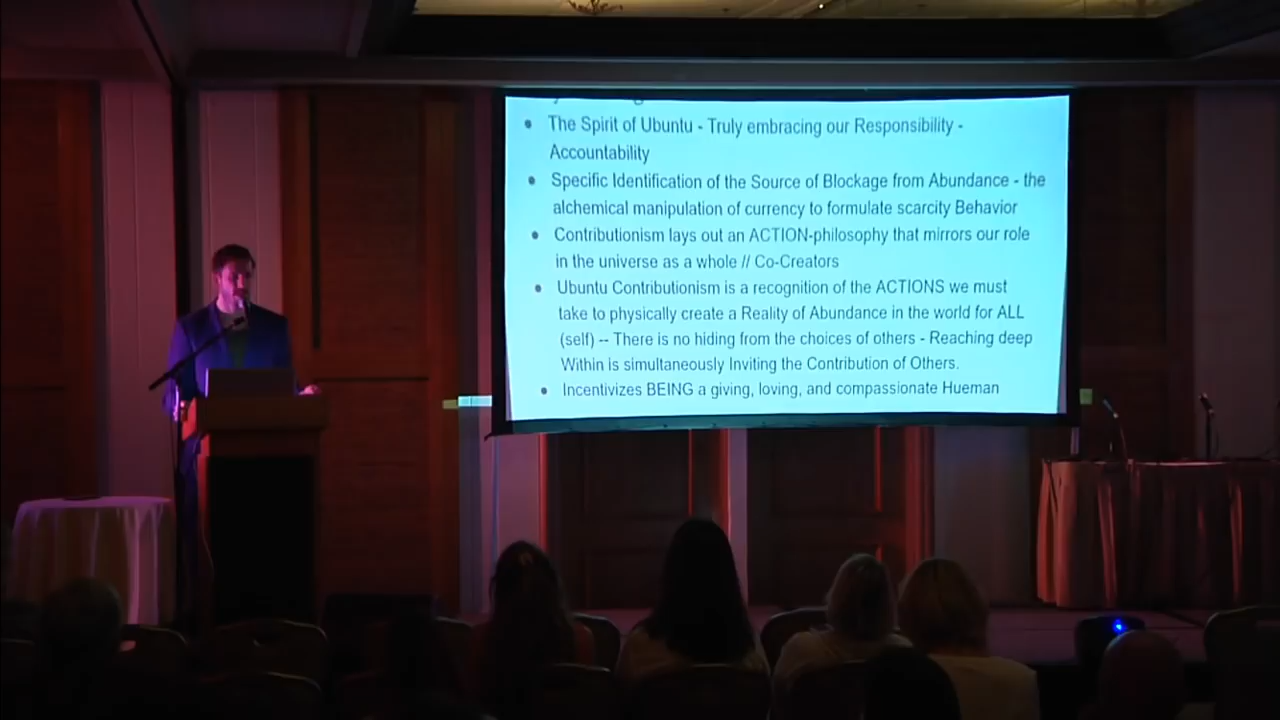 The Spirit of Ubuntu - Truly embracing our Responsibility -
Accountability
Specific Identification of the Source of Blockage from Abundance - the
alchemical manipulation of currency to formulate scarcity Behavior
Contributionism lays out an ACTION-philosophy that mirrors our role
in the universe as a whole // Co-Creators
Ubuntu Contributionism is a recognition of the ACTIONS we must
take to physically create a Reality of Abundance in the world for ALL
(self) -- There is no hiding from the choices of others - Reaching deep
Within is simultaneously Inviting the Contribution of Others.
Incentivizes BEING a giving, loving, and compassionate Hueman